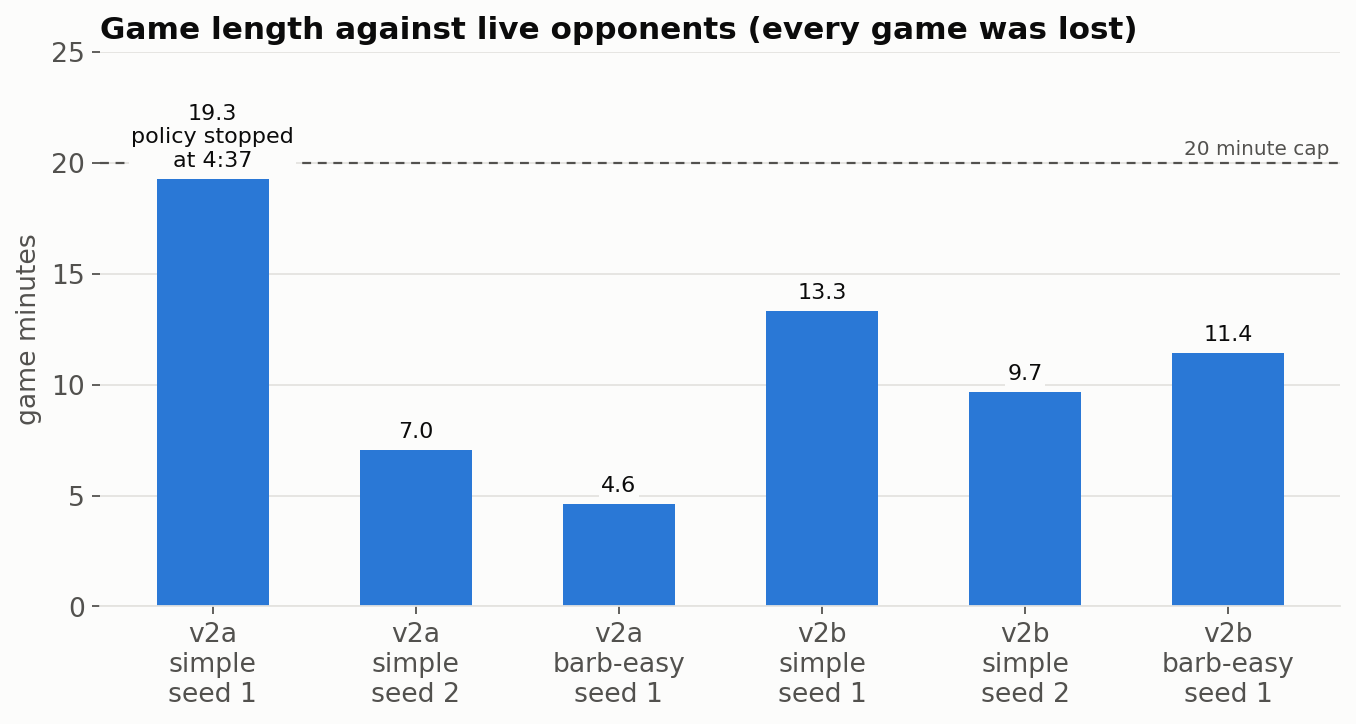 Game length against live opponents (every game was lost)
25
20
15
10
5
0
game minutes
19.3
policy stopped
at 4:37
20 minute cap
7.0
4.6
13.3
9.7
11.4
v2a
simple
seed 1
v2a
simple
seed 2
v2a
barb-easy
seed 1
v2b
simple
seed 1
v2b
simple
seed 2
v2b
barb-easy
seed 1